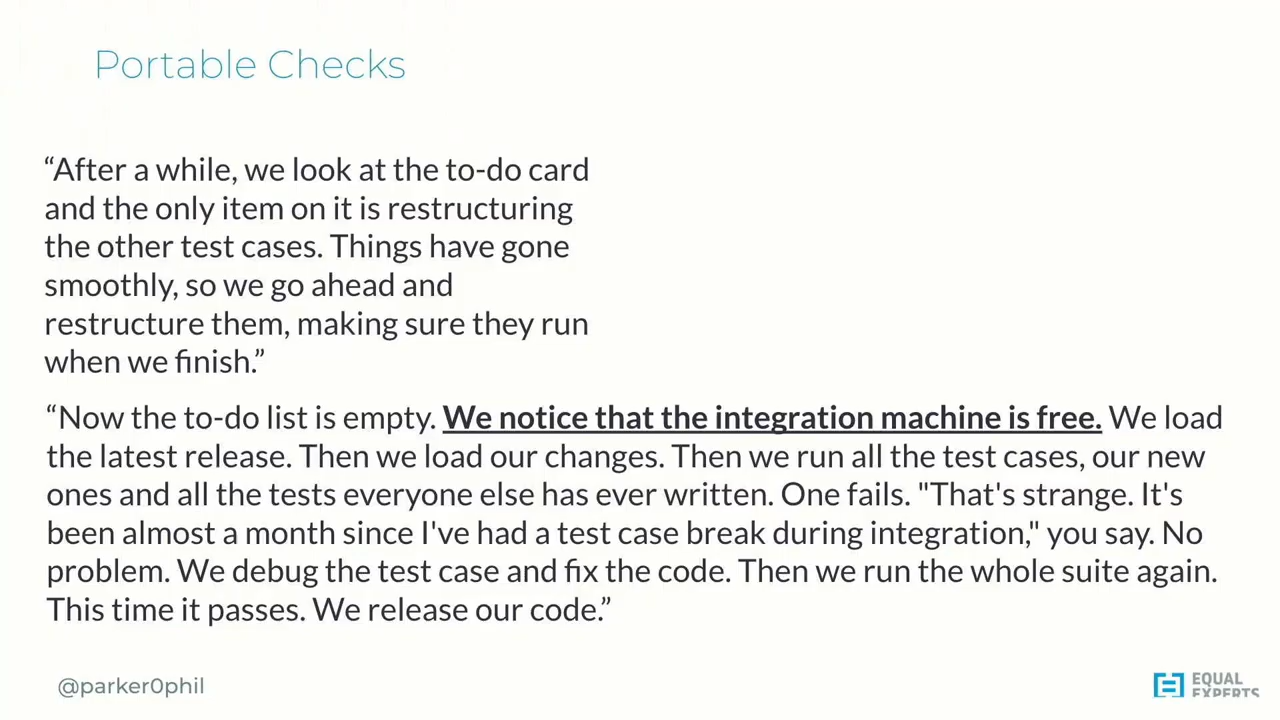 Portable Checks
“After a while, we look at the to-do card
and the only item on it is restructuring
the other test cases. Things have gone
smoothly, so we go ahead and
restructure them, making sure they run
when we finish.”
“Now the to-do list is empty. We notice that the integration machine is free. We load
the latest release. Then we load our changes. Then we run all the test cases, our new
ones and all the tests everyone else has ever written. One fails. "That's strange. It's
been almost a month since I've had a test case break during integration," you say. No
problem. We debug the test case and fix the code. Then we run the whole suite again.
This time it passes. We release our code.”
@parker0phil
EQUAL
EXPERTS